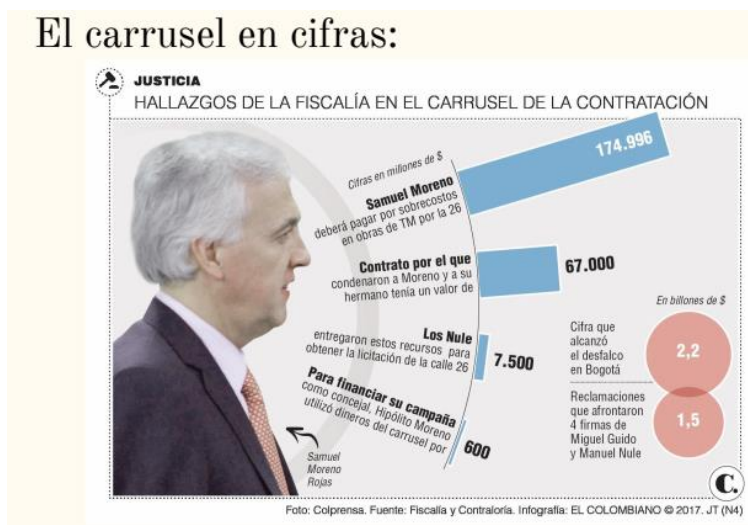 El carrusel en cifras:
JUSTICIA
HALLAZGOS DE LA FISCALÍA EN EL CARRUSEL DE LA CONTRATACIÓN
Cifras en millones de $
Samuel Moreno
deberá pagar por sobrecostos
en obras de TM por la 26
174.996
Contrato por el que
condenaron a Moreno y a su
hermano tenía un valor de
67.000
Los Nule
entregaron estos recursos para
obtener la licitación de la calle 26
7.500
Para financiar su campaña
como concejal, Hipólito Moreno
utilizó dineros del carrusel por
600
Samuel
Moreno
Rojas
En billones de $
Cifra que
alcanzó
el desfalco
en Bogotá
2,2
Reclamaciones
que afrontaron
4 firmas de
Miguel Guido
y Manuel Nule
1,5
C.
Foto: Colprensa. Fuente: Fiscalía y Contraloría. Infografía: EL COLOMBIANO © 2017. JT (N4)